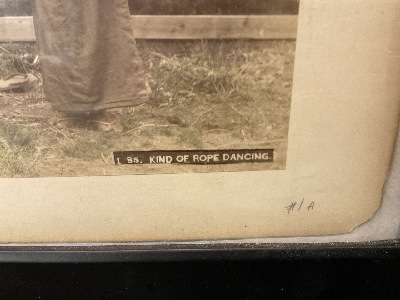 1 85. KIND OF ROPE DANCING.
#1A